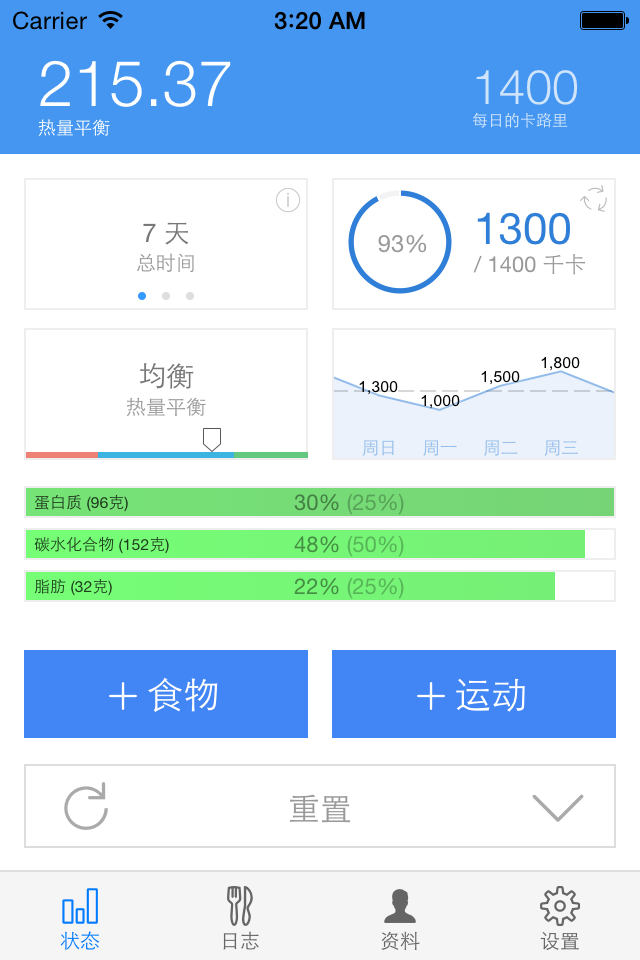 Carrier 3:20 AM
215.37
热量平衡
1400
每日的卡路里
7 天
总时间
93%
1300
/ 1400 千卡
均衡
热量平衡
1,300
1,000
1,500
1,800
周日 周一 周二 周三
蛋白质 (96克) 30% (25%)
碳水化合物 (152克) 48% (50%)
脂肪 (32克) 22% (25%)
+ 食物
+ 运动
重置
状态 日志 资料 设置